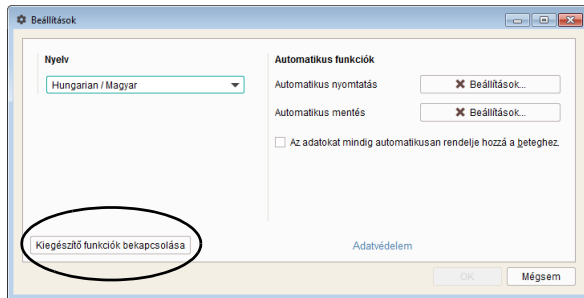 Beállítások
Nyelv
Hungarian / Magyar
Automatikus funkciók
Automatikus nyomtatás
Beállítások...
Automatikus mentés
Beállítások...
Az adatokat mindig automatikusan rendelje hozzá a beteghez.
Kiegészítő funkciók bekapcsolása
Adatvédelem
OK
Mégsem